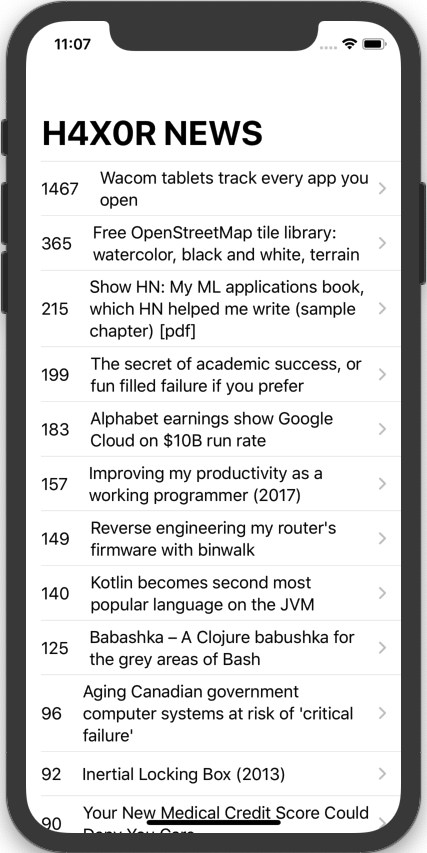 11:07
H4X0R NEWS
1467 Wacom tablets track every app you
open
365 Free OpenStreetMap tile library:
watercolor, black and white, terrain
215 Show HN: My ML applications book,
which HN helped me write (sample
chapter) [pdf]
199 The secret of academic success, or
fun filled failure if you prefer
183 Alphabet earnings show Google
Cloud on $10B run rate
157 Improving my productivity as a
working programmer (2017)
149 Reverse engineering my router's
firmware with binwalk
140 Kotlin becomes second most
popular language on the JVM
125 Babashka – A Clojure babushka for
the grey areas of Bash
96 Aging Canadian government
computer systems at risk of 'critical
failure'
92 Inertial Locking Box (2013)
90 Your New Medical Credit Score Could
Deny You Care